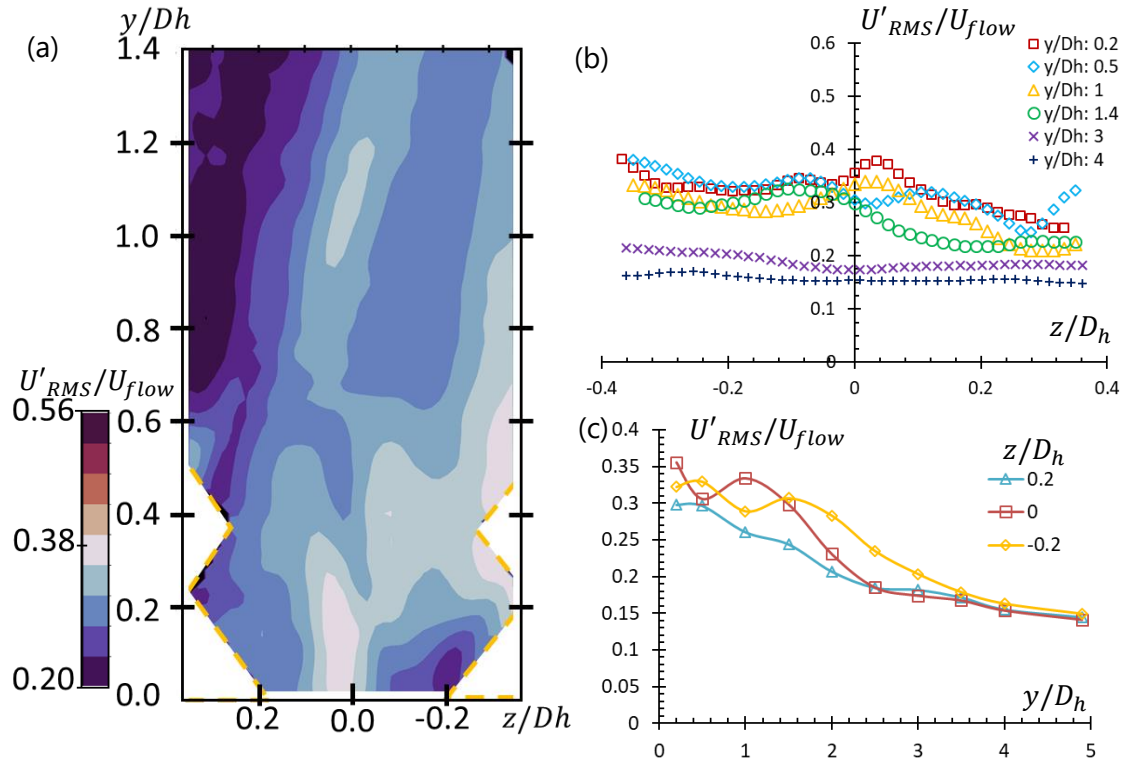 (a)
y/Dh
1.4
1.2
1.0
0.8
0.6
0.4
0.2
0.0
U'RMS/Uflow
0.56
0.38
0.20
0.2 0.0 -0.2 z/Dh
(b)
U'RMS/Uflow
0.6
0.5
0.4
0.3
0.2
0.1
0
y/Dh: 0.2
y/Dh: 0.5
y/Dh: 1
y/Dh: 1.4
y/Dh: 3
y/Dh: 4
z/Dh
-0.4 -0.2 0 0.2 0.4
(c)
U'RMS/Uflow
0.4
0.35
0.3
0.25
0.2
0.15
0.1
0.05
0
z/Dh
0.2
0
-0.2
y/Dh
0 1 2 3 4 5